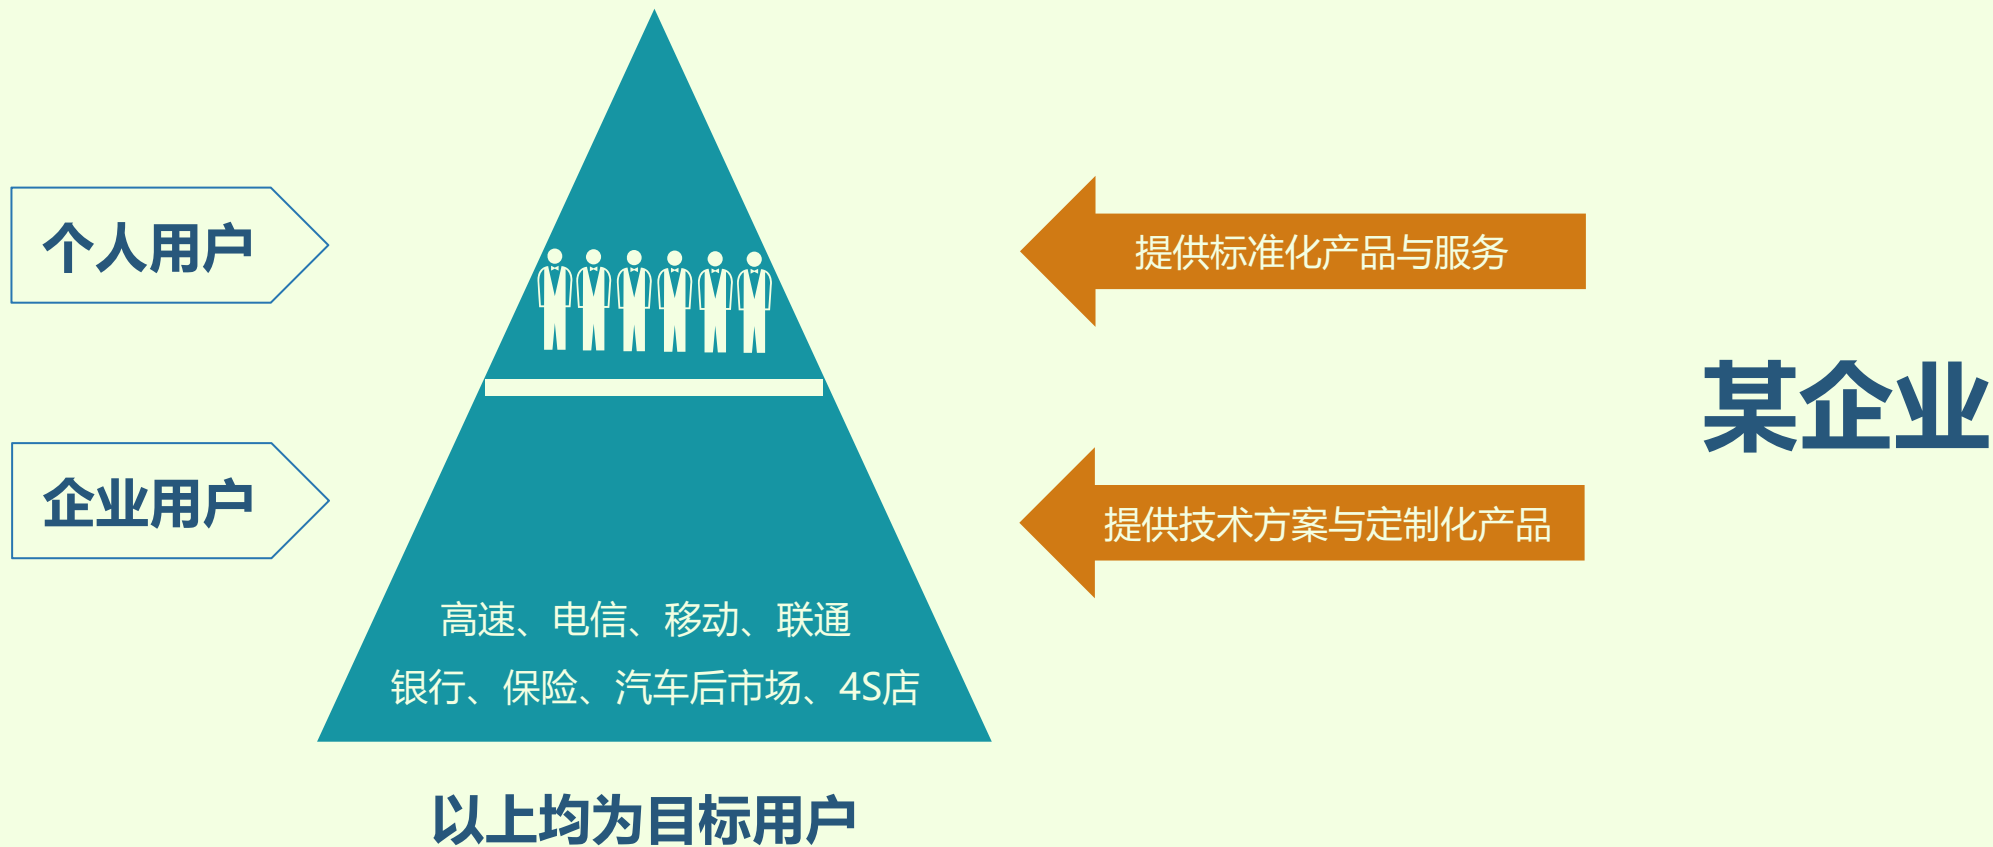 个人用户
提供标准化产品与服务
某企业
企业用户
提供技术方案与定制化产品
高速、电信、移动、联通
银行、保险、汽车后市场、4S店
以上均为目标用户